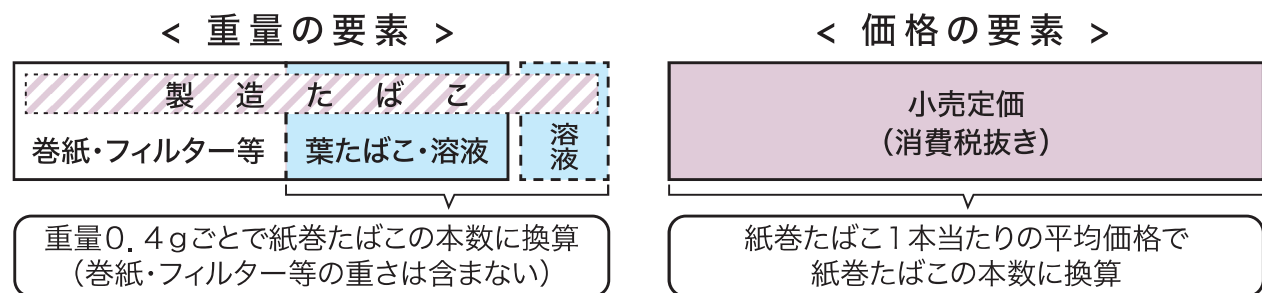 < 重量の要素 >
製造たばこ
巻紙・フィルター等
葉たばこ・溶液
溶液
重量0.4gごとで紙巻たばこの本数に換算
(巻紙・フィルター等の重さは含まない)
< 価格の要素 >
小売定価
(消費税抜き)
紙巻たばこ1本当たりの平均価格で
紙巻たばこの本数に換算